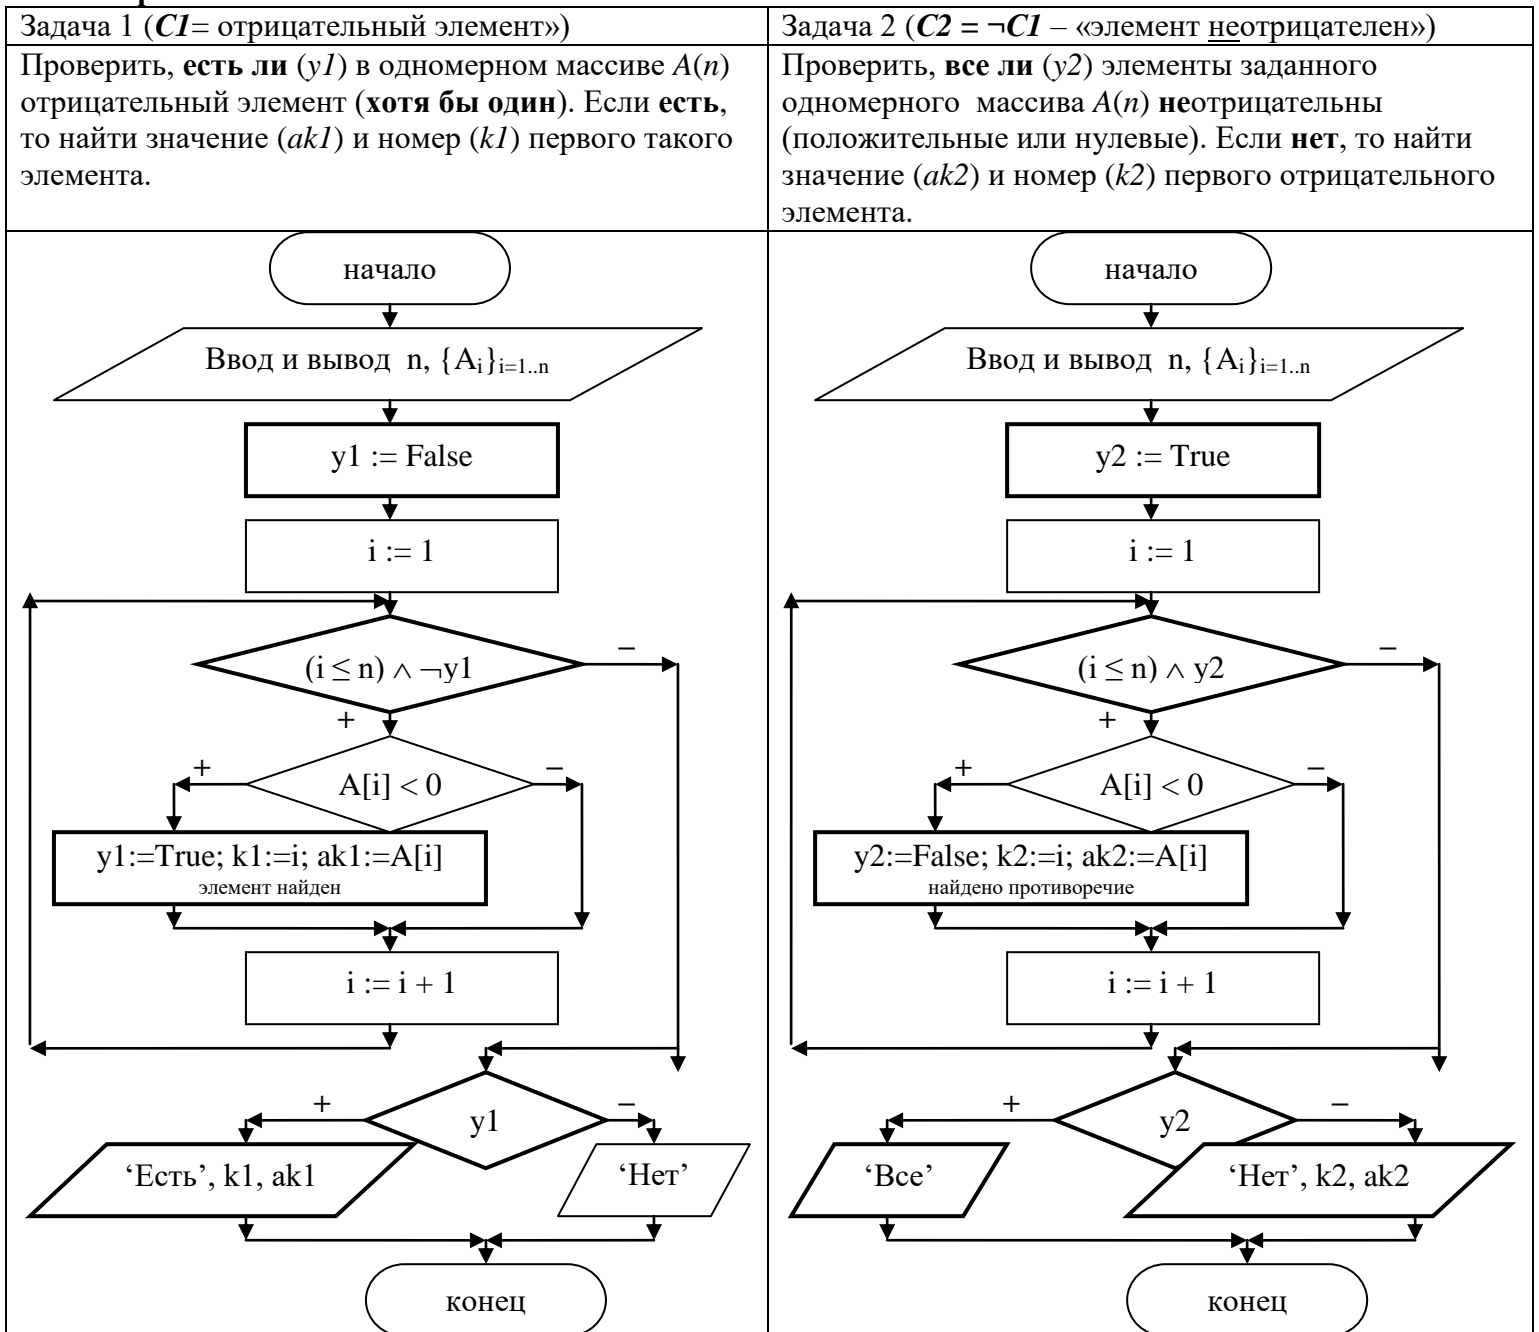 Задача 1 (C1= отрицательный элемент»)
Проверить, есть ли (y1) в одномерном массиве A(n)
отрицательный элемент (хотя бы один). Если есть,
то найти значение (ak1) и номер (k1) первого такого
элемента.
начало
Ввод и вывод n, {Ai}i=1..n
y1 := False
i := 1
(i ≤ n) ∧ ¬y1
–
+
A[i] < 0
+
–
y1:=True; k1:=i; ak1:=A[i]
элемент найден
i := i + 1
y1
+
–
‘Есть’, k1, ak1
‘Нет’
конец
Задача 2 (C2 = ¬C1 – «элемент неотрицателен»)
Проверить, все ли (y2) элементы заданного
одномерного массива A(n) неотрицательны
(положительные или нулевые). Если нет, то найти
значение (ak2) и номер (k2) первого отрицательного
элемента.
начало
Ввод и вывод n, {Ai}i=1..n
y2 := True
i := 1
(i ≤ n) ∧ y2
–
+
A[i] < 0
+
–
y2:=False; k2:=i; ak2:=A[i]
найдено противоречие
i := i + 1
y2
+
–
‘Все’
‘Нет’, k2, ak2
конец